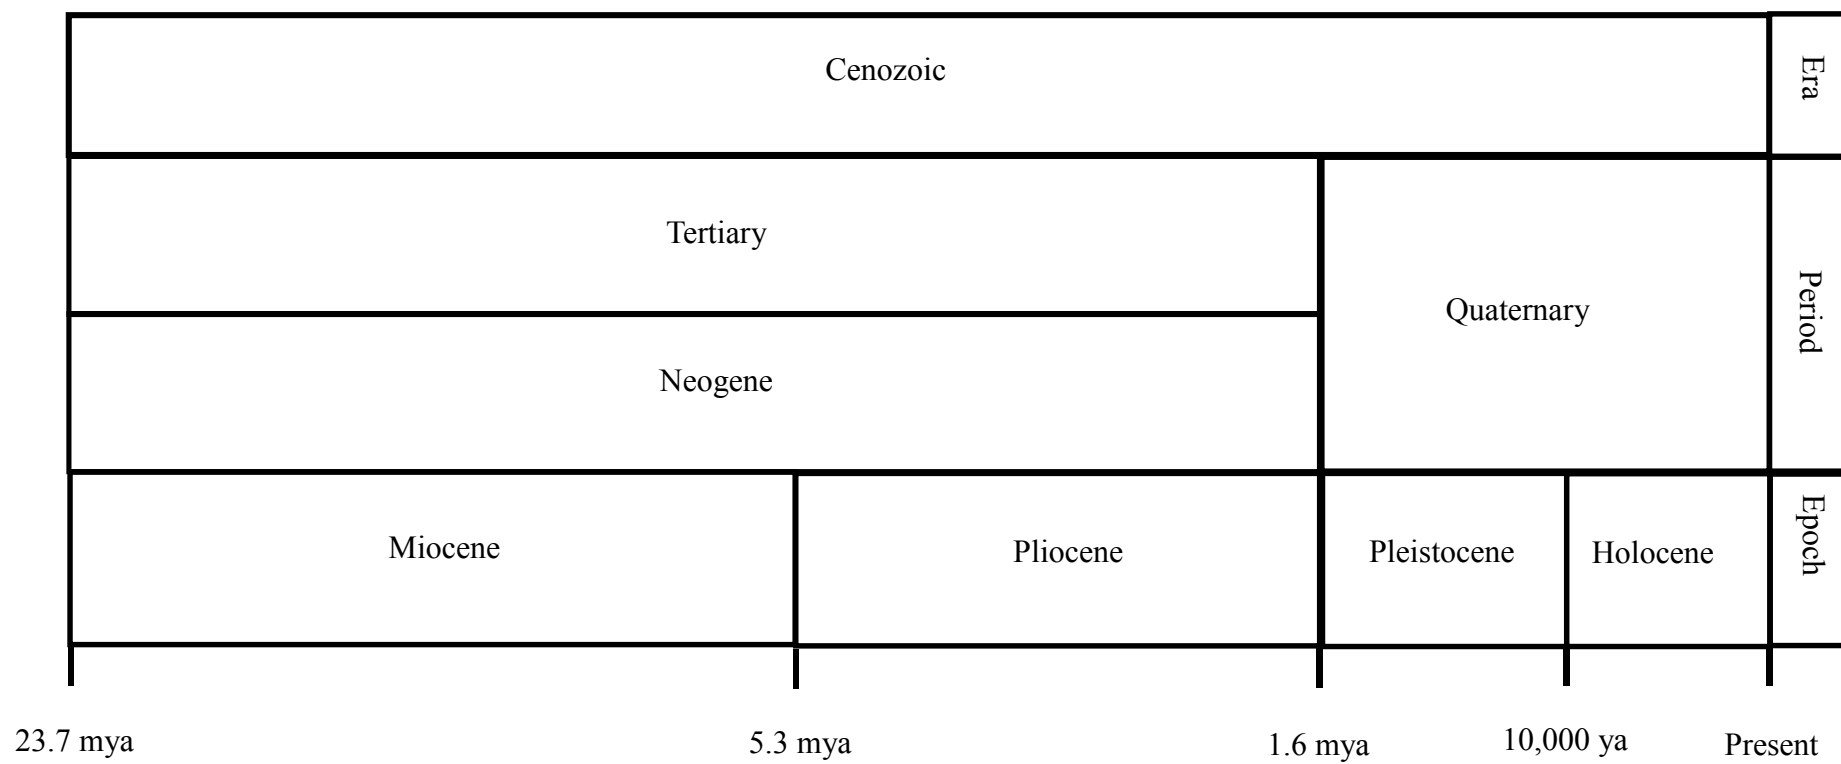 Cenozoic
Era
Tertiary
Quaternary
Period
Neogene
Miocene
Pliocene
Pleistocene
Holocene
Epoch
23.7 mya
5.3 mya
1.6 mya
10,000 ya
Present